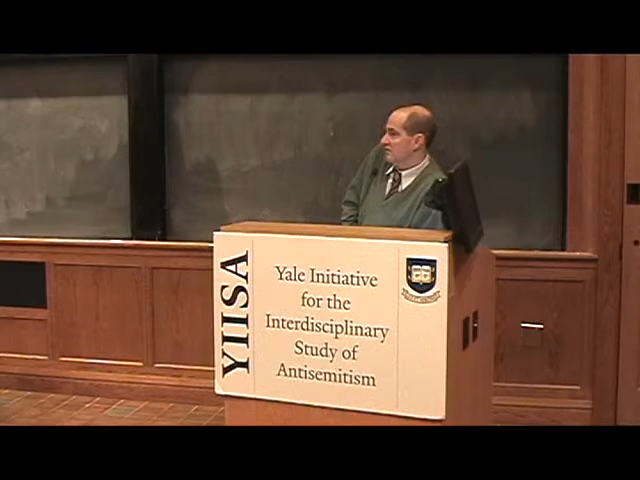 YIISA
Yale Initiative
for the
Interdisciplinary
Study of
Antisemitism